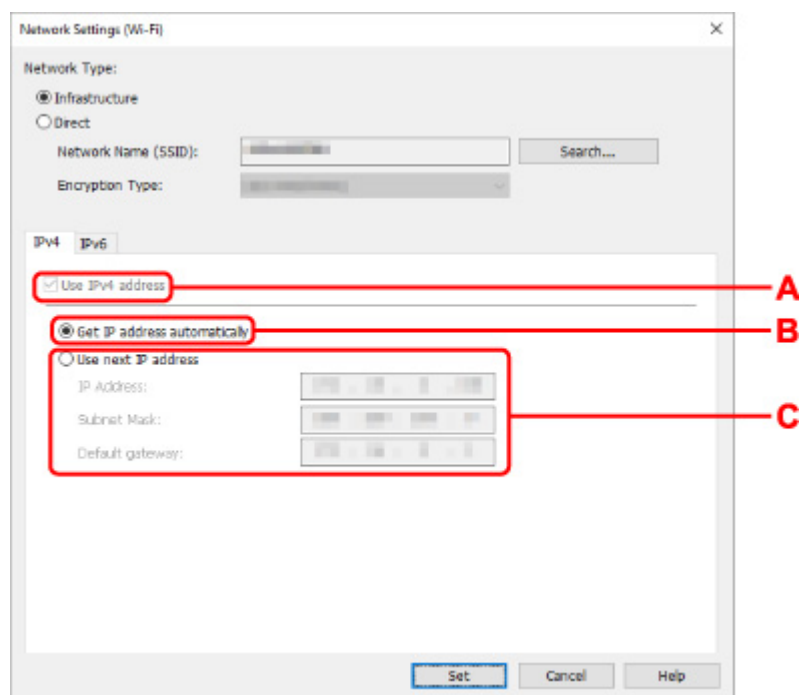 Network Settings (Wi-Fi)
Network Type:
Infrastructure
Direct
Network Name (SSID):
Search...
Encryption Type:
IPv4 IPv6
Use IPv4 address
A
Get IP address automatically
B
Use next IP address
IP Address:
Subnet Mask:
C
Default gateway:
Set Cancel Help